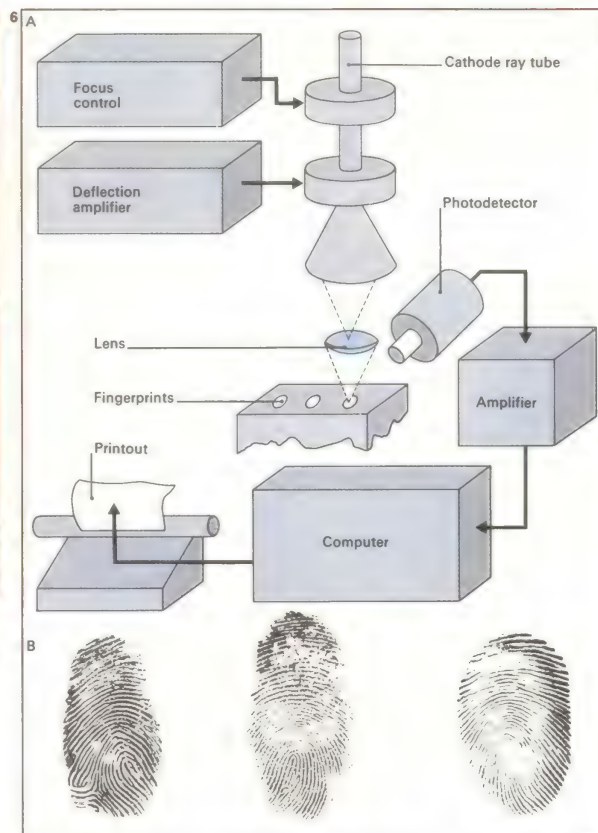 6 A
Cathode ray tube
Focus
control
Deflection
amplifier
Photodetector
Lens
Fingerprints
Amplifier
Printout
Computer
B